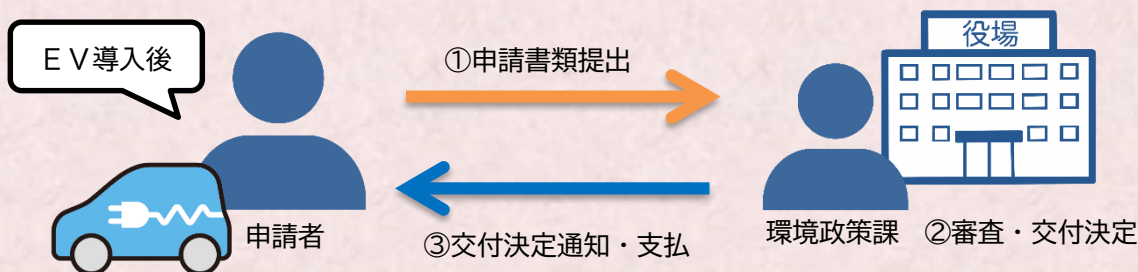 ＥＶ導入後
①申請書類提出
役場
申請者
③交付決定通知・支払
環境政策課
②審査・交付決定